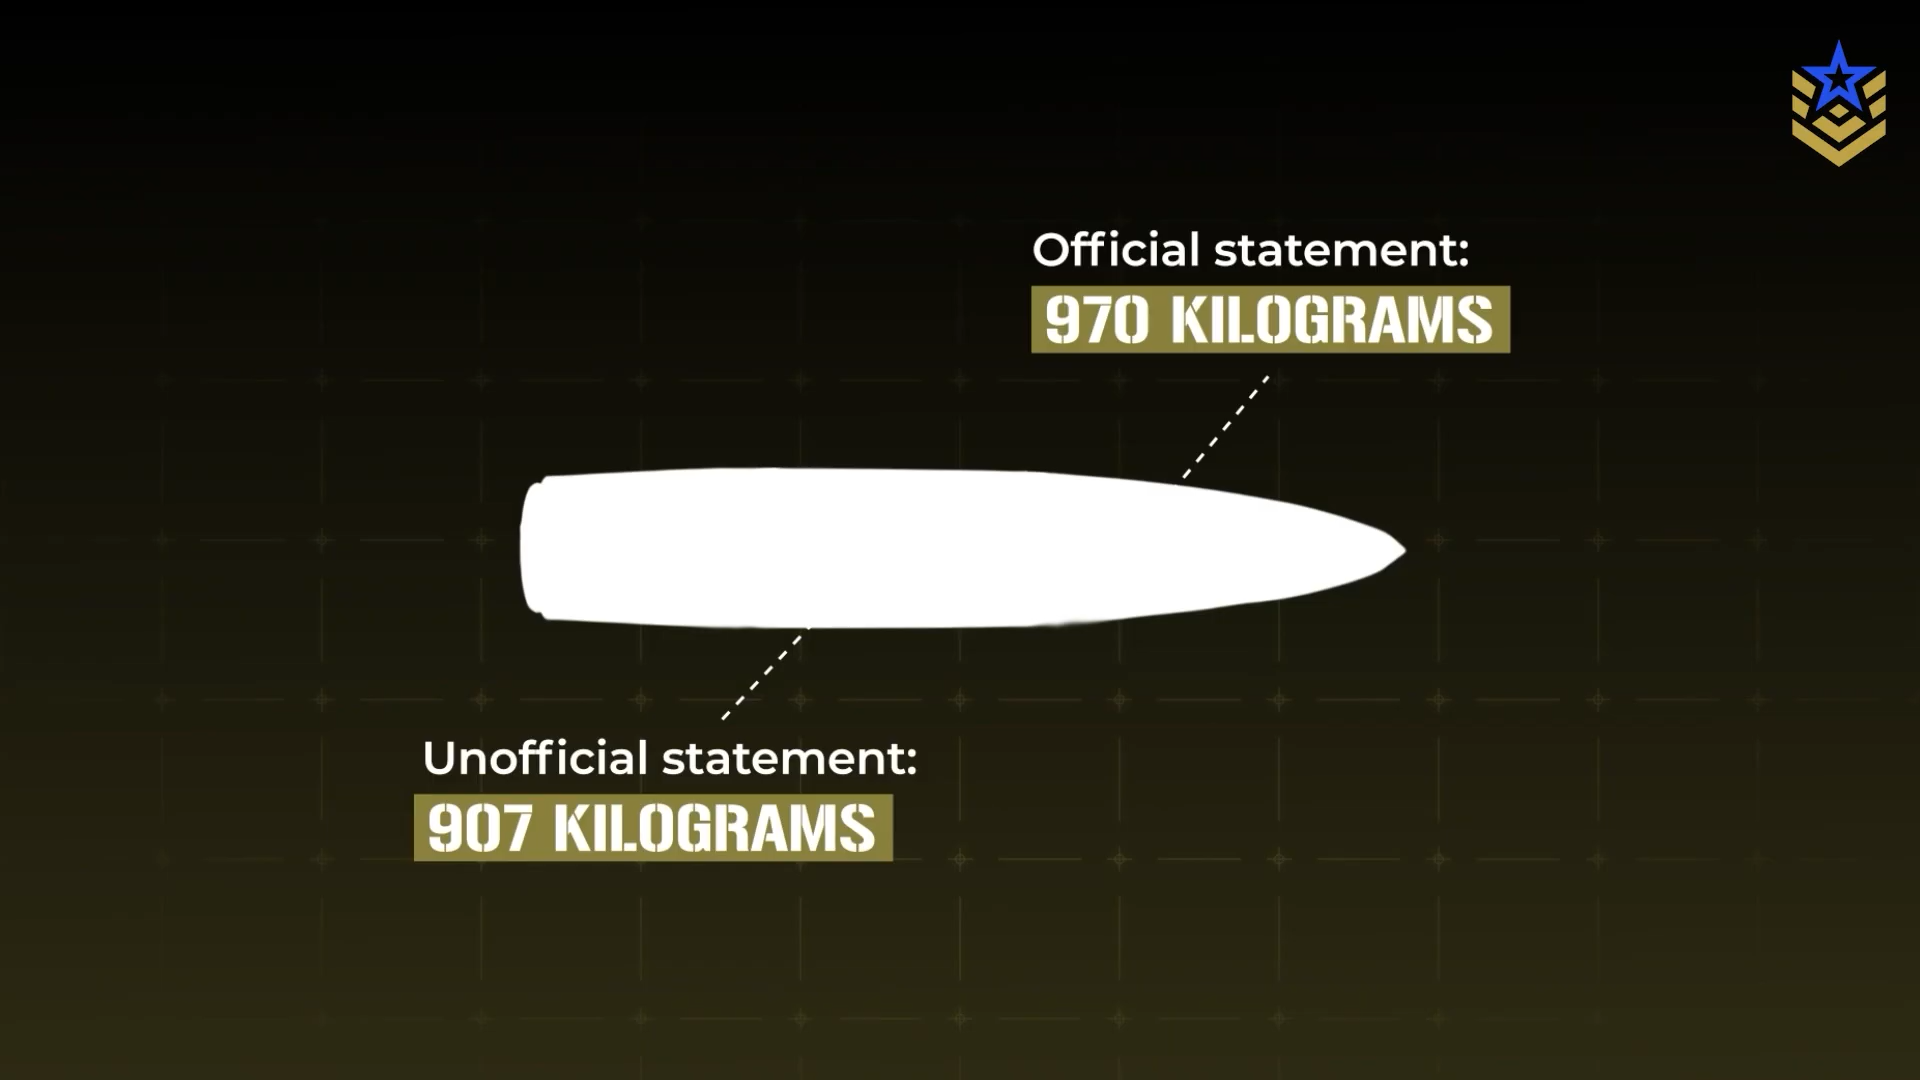 Official statement:
970 KILOGRAMS
Unofficial statement:
907 KILOGRAMS